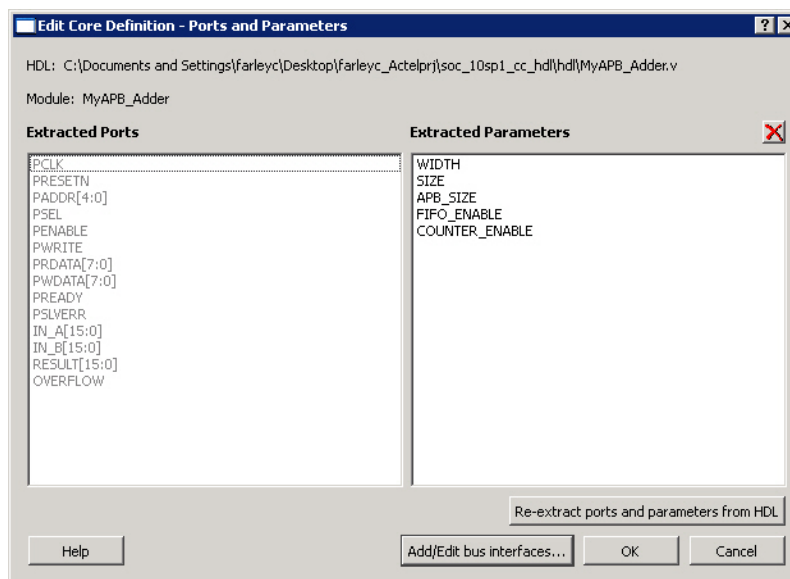 Edit Core Definition - Ports and Parameters
HDL: C:\Documents and Settings\farleyc\Desktop\farleyc_Actelprj\soc_10sp1_cc_hdl\hdl\MyAPB_Adder.v
Module: MyAPB_Adder
Extracted Ports
Extracted Parameters
PCLK
PRESETN
PADDR[4:0]
PSEL
PENABLE
PWRITE
PRDATA[7:0]
PWDATA[7:0]
PREADY
PSLVERR
IN_A[15:0]
IN_B[15:0]
RESULT[15:0]
OVERFLOW
WIDTH
SIZE
APB_SIZE
FIFO_ENABLE
COUNTER_ENABLE
Re-extract ports and parameters from HDL
Help
Add/Edit bus interfaces...
OK
Cancel